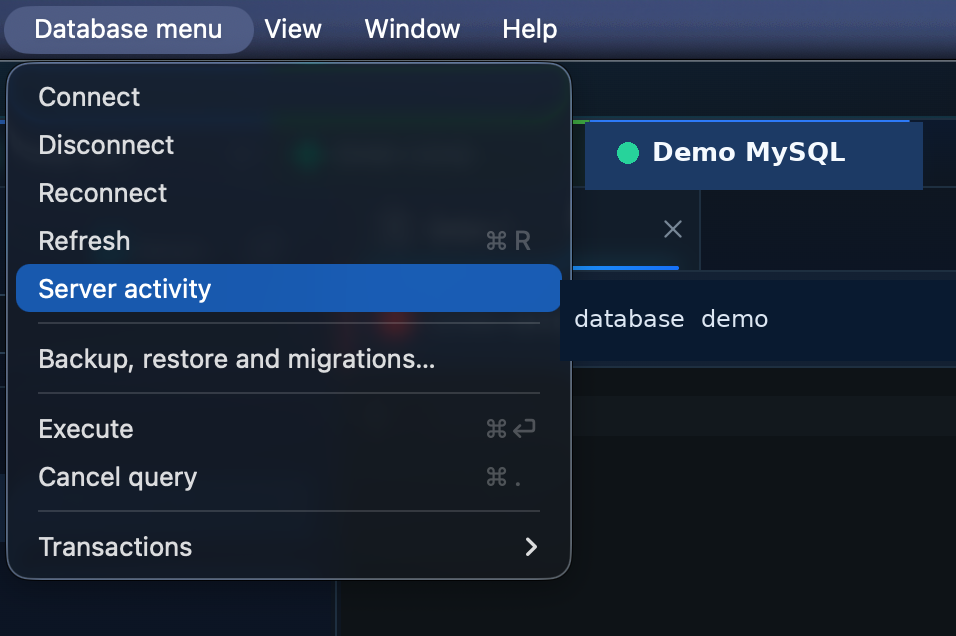 Database menu View Window Help
Connect
Disconnect
Reconnect
Refresh ⌘ R
Server activity
Backup, restore and migrations...
Execute ⌘ ↩
Cancel query ⌘ .
Transactions
Demo MySQL
database demo